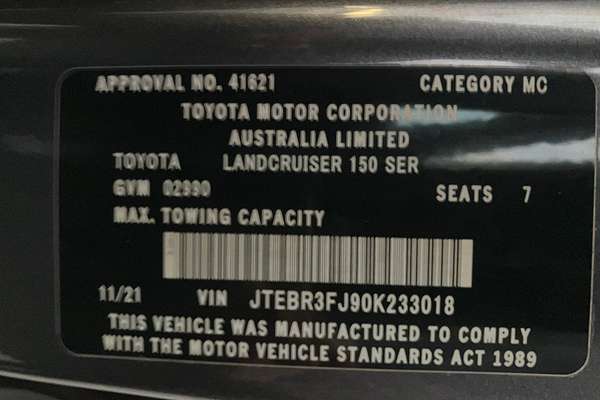 APPROVAL NO. 41621 CATEGORY MC
TOYOTA MOTOR CORPORATION
AUSTRALIA LIMITED
TOYOTA LANDCRUISER 150 SER
GVM 02990 SEATS 7
MAX. TOWING CAPACITY
11/21 VIN JTEBR3FJ90K233018
THIS VEHICLE WAS MANUFACTURED TO COMPLY
WITH THE MOTOR VEHICLE STANDARDS ACT 1989